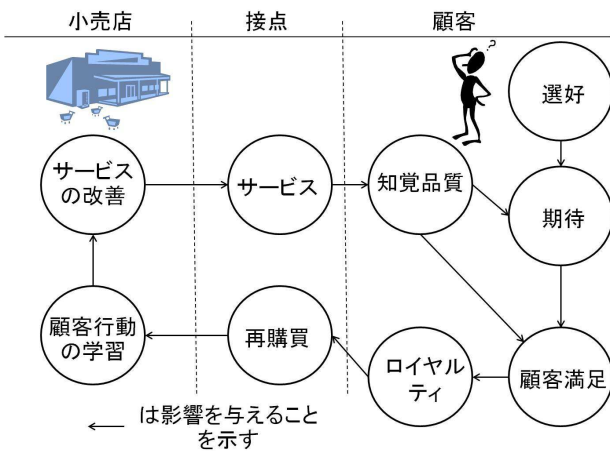 小売店
接点
顧客
?
選好
サービス
の改善
サービス
知覚品質
期待
顧客行動
の学習
再購買
ロイヤル
ティ
顧客満足
は影響を与えること
を示す